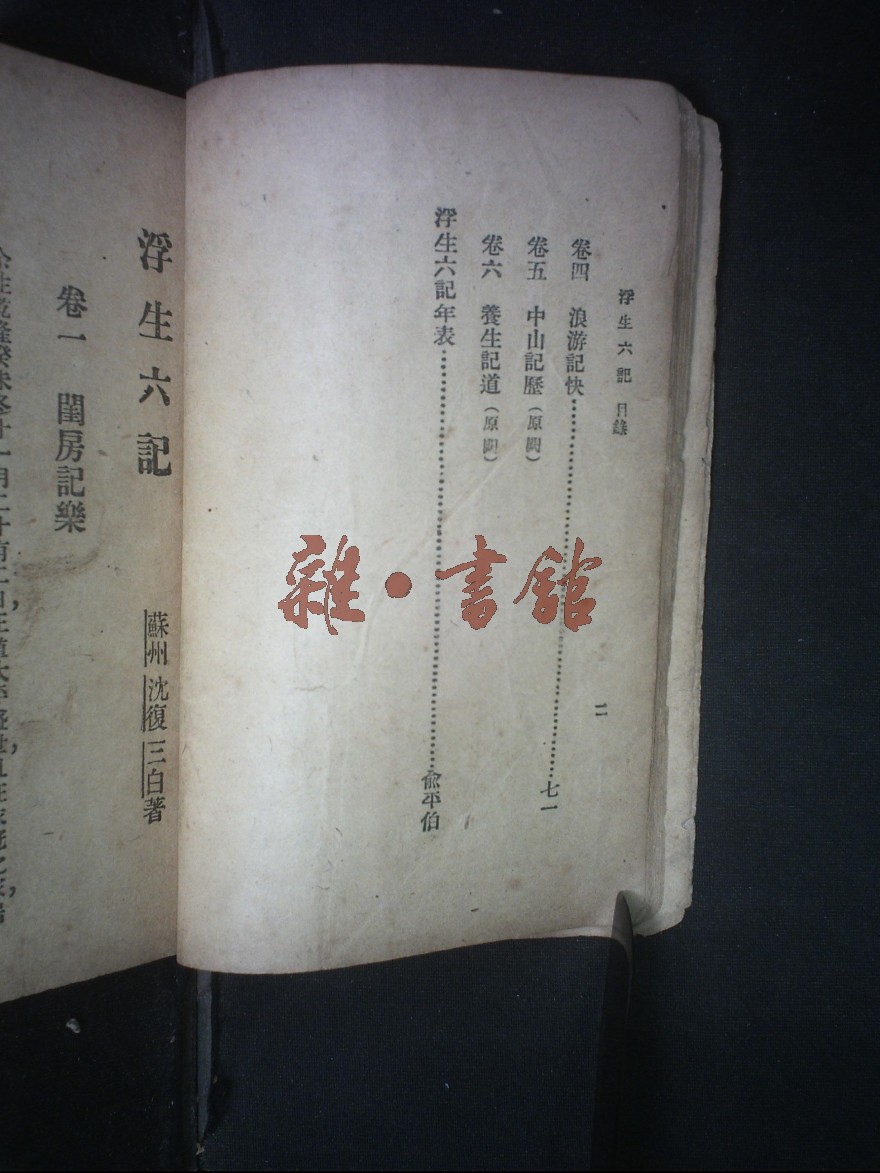 浮生六記 目錄
二
卷四 浪游記快……七一
卷五 中山記歷（原闕）
卷六 養生記道（原闕）
浮生六記年表……俞平伯
雜·書館
浮生六記
蘇州 沈復 三白著
卷一 閨房記樂